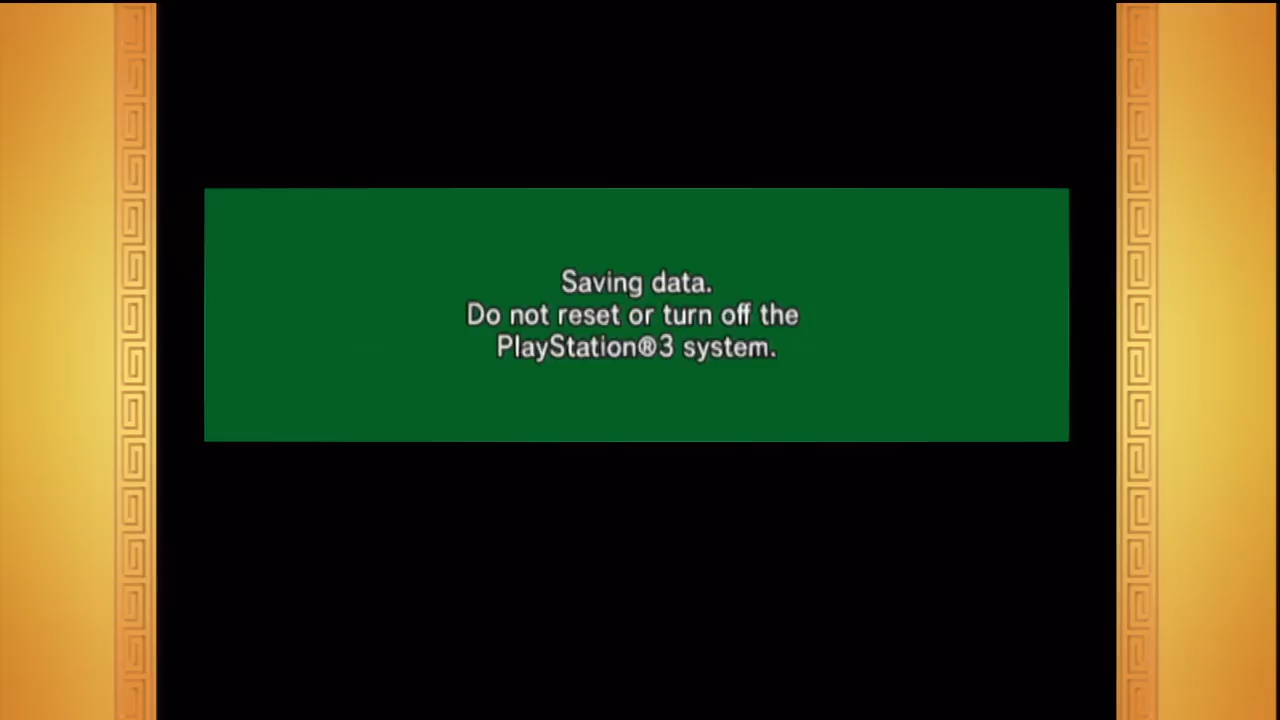 Saving data.
Do not reset or turn off the
PlayStation®3 system.